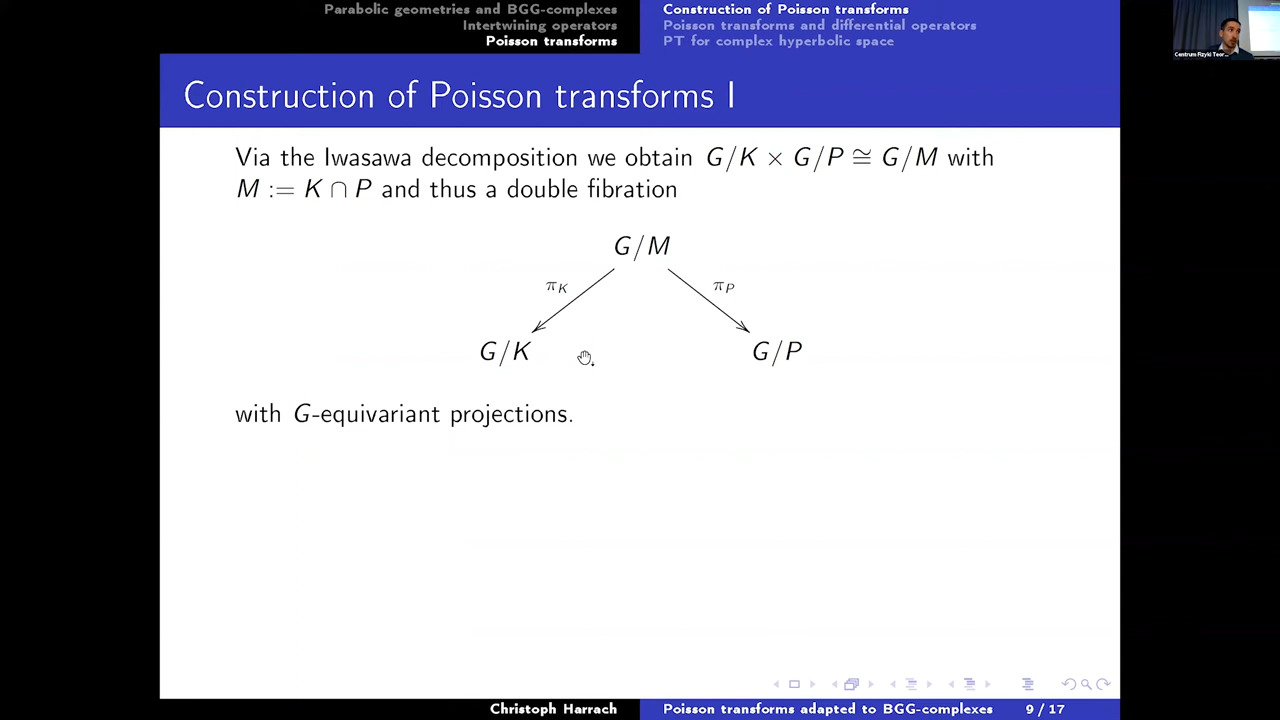 Parabolic geometries and BGG-complexes
Intertwining operators
Poisson transforms
Construction of Poisson transforms
Poisson transforms and differential operators
PT for complex hyperbolic space
Construction of Poisson transforms I
Via the Iwasawa decomposition we obtain G/K × G/P ≅ G/M with
M := K ∩ P and thus a double fibration
G/M
π_K
π_P
G/K
G/P
with G-equivariant projections.
Christoph Harrach
Poisson transforms adapted to BGG-complexes
9 / 17